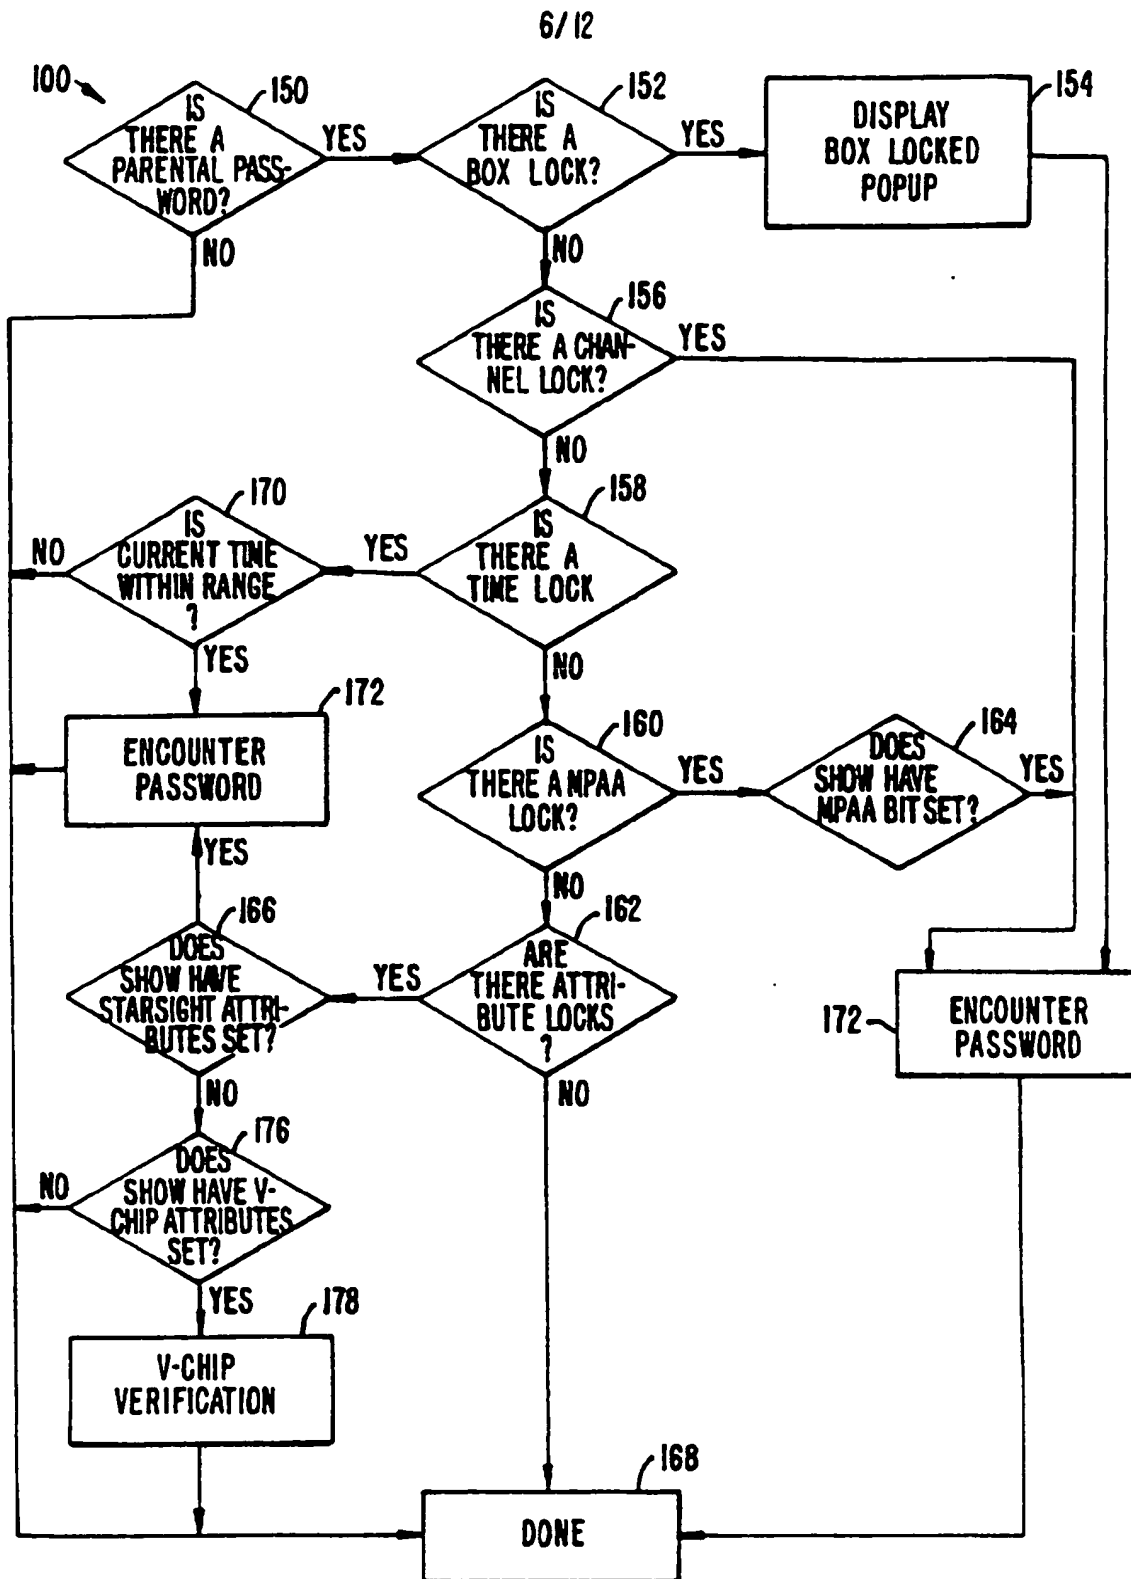 6/12
100
150
IS
THERE A
PARENTAL PASS-
WORD?
YES
NO
152
IS
THERE A
BOX LOCK?
YES
NO
154
DISPLAY
BOX LOCKED
POPUP
156
IS
THERE A CHAN-
NEL LOCK?
YES
NO
170
IS
CURRENT TIME
WITHIN RANGE
?
NO
YES
158
IS
THERE A
TIME LOCK
YES
NO
172
ENCOUNTER
PASSWORD
160
IS
THERE A MPAA
LOCK?
YES
NO
164
DOES
SHOW HAVE
MPAA BIT SET?
YES
YES
166
DOES
SHOW HAVE
STARSIGHT ATTRI-
BUTES SET?
NO
162
ARE
THERE ATTRI-
BUTE LOCKS
?
YES
NO
172
ENCOUNTER
PASSWORD
176
DOES
SHOW HAVE V-
CHIP ATTRIBUTES
SET?
NO
YES
178
V-CHIP
VERIFICATION
168
DONE